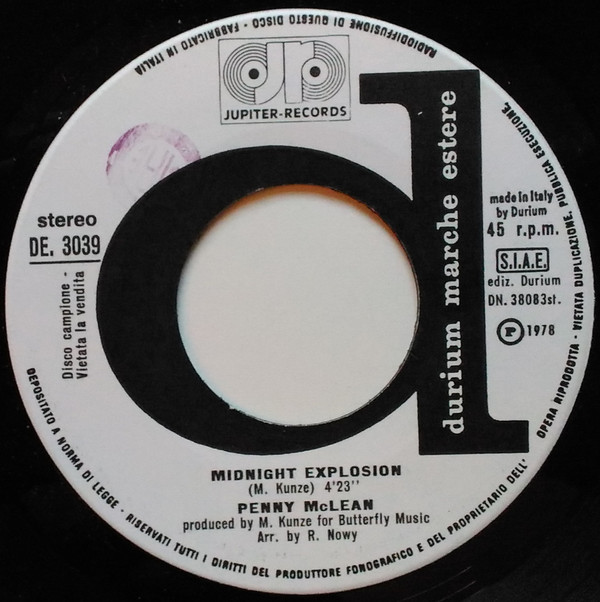 JR
JUPITER-RECORDS
durium marche estere
stereo
DE. 3039
Disco campione -
Vietata la vendita
made in Italy
by Durium
45 r.p.m.
S.I.A.E.
ediz. Durium
DN. 38083st.
P 1978
MIDNIGHT EXPLOSION
(M. Kunze) 4'23''
PENNY McLEAN
produced by M. Kunze for Butterfly Music
Arr. by R. Nowy
DEPOSITATO A NORMA DI LEGGE - RISERVATI TUTTI I DIRITTI DEL PRODUTTORE FONOGRAFICO E DEL PROPRIETARIO DELL' OPERA RIPRODOTTA - VIETATA DUPLICAZIONE, PUBBLICA ESECUZIONE, RADIODIFFUSIONE DI QUESTO DISCO - FABBRICATO IN ITALIA